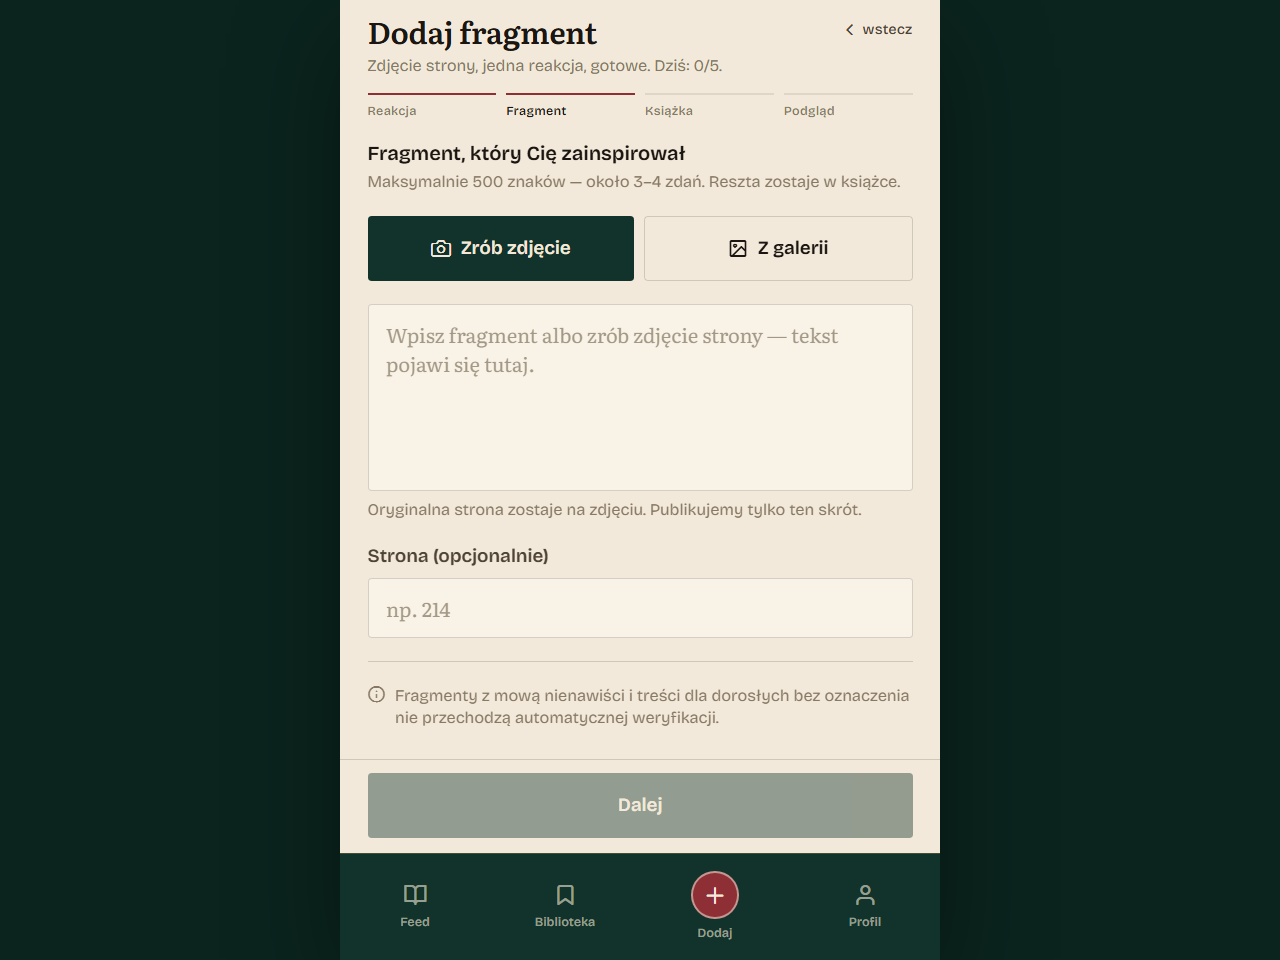 Dodaj fragment
wstecz
Zdjęcie strony, jedna reakcja, gotowe. Dziś: 0/5.
Reakcja
Fragment
Książka
Podgląd
Fragment, który Cię zainspirował
Maksymalnie 500 znaków — około 3–4 zdań. Reszta zostaje w książce.
Zrób zdjęcie
Z galerii
Wpisz fragment albo zrób zdjęcie strony — tekst
pojawi się tutaj.
Oryginalna strona zostaje na zdjęciu. Publikujemy tylko ten skrót.
Strona (opcjonalnie)
np. 214
Fragmenty z mową nienawiści i treści dla dorosłych bez oznaczenia
nie przechodzą automatycznej weryfikacji.
Dalej
Feed
Biblioteka
Dodaj
Profil